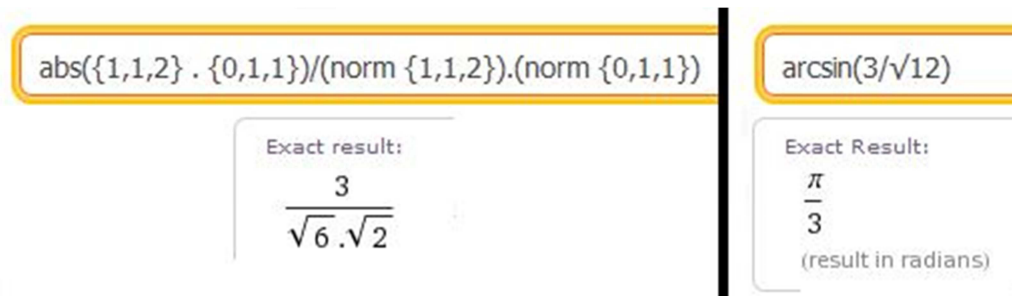 abs({1,1,2} . {0,1,1})/(norm {1,1,2}).(norm {0,1,1})
Exact result:
3
√6 .√2
arcsin(3/√12)
Exact Result:
π
3
(result in radians)